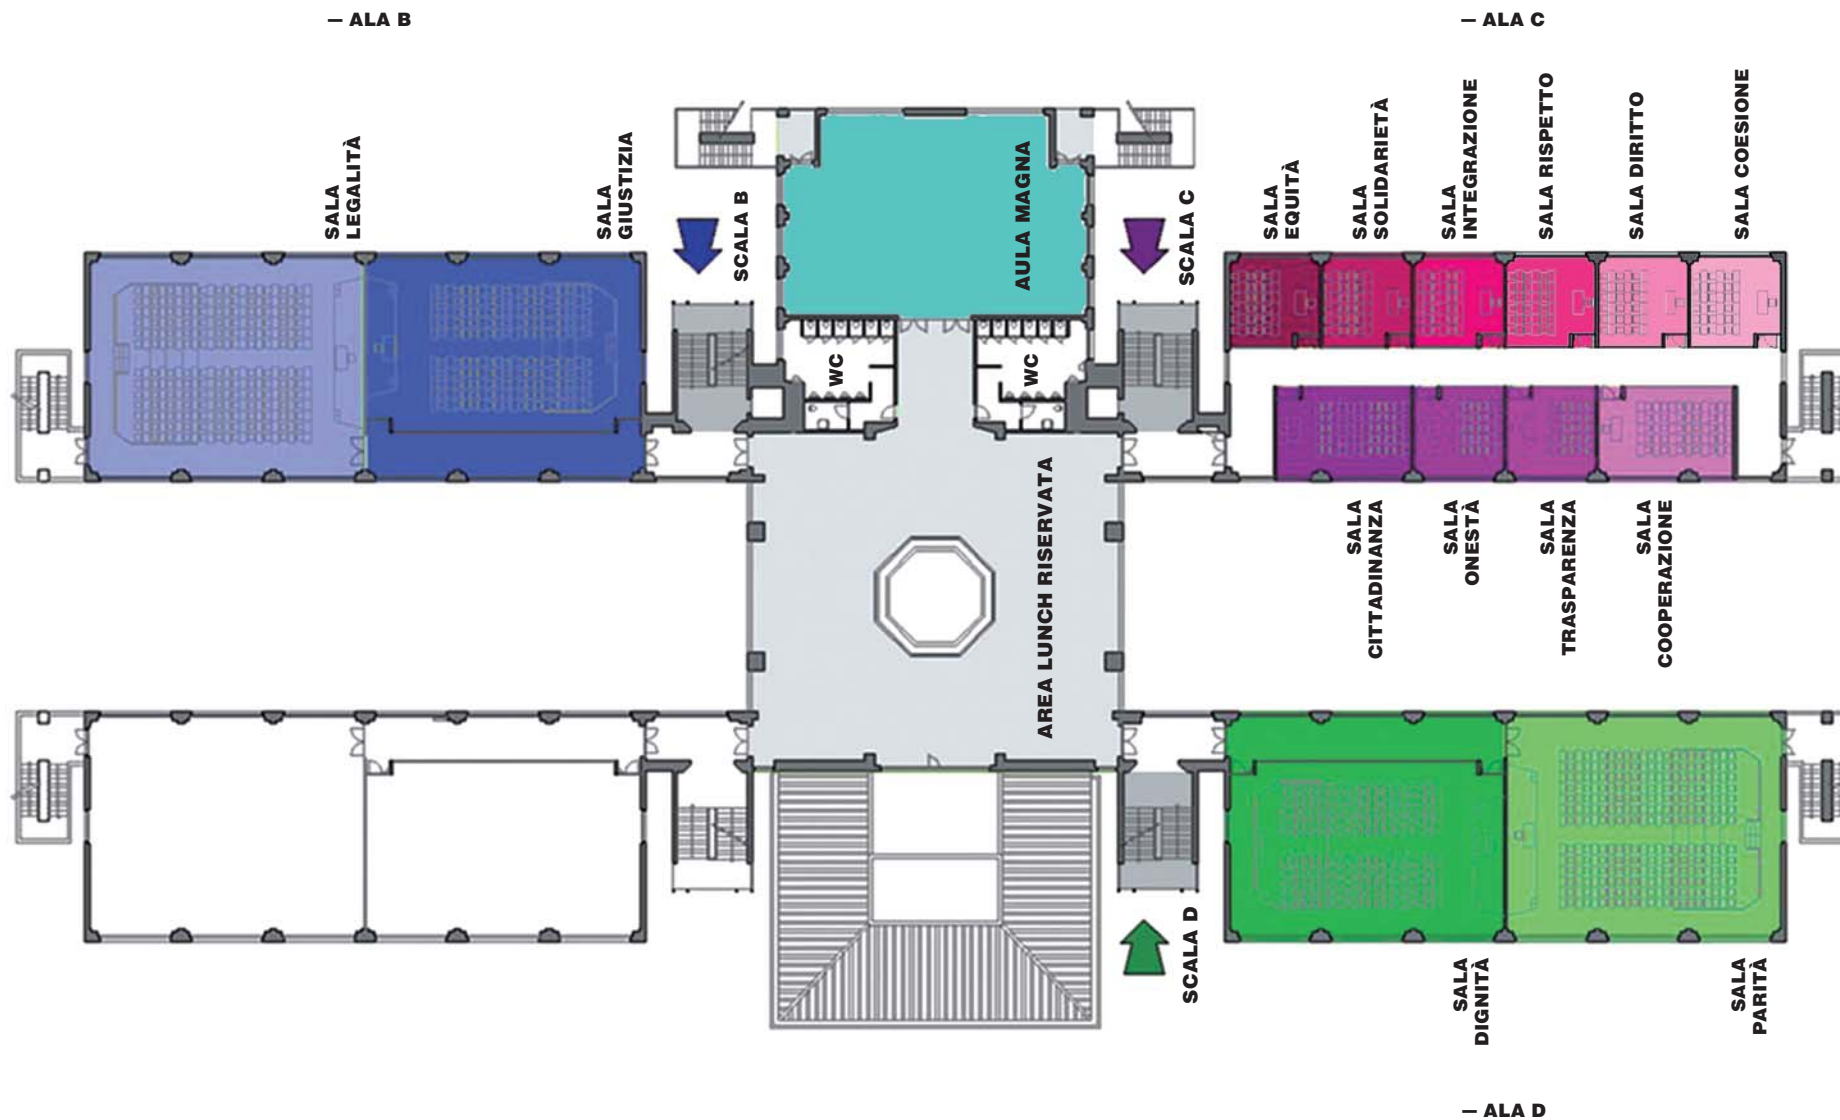 — ALA B
— ALA C
SALA
LEGALITÀ
SALA
GIUSTIZIA
SCALA B
AULA MAGNA
SCALA C
SALA
EQUITÀ
SALA
SOLIDARIETÀ
SALA
INTEGRAZIONE
SALA RISPETTO
SALA DIRITTO
SALA COESIONE
WC
WC
AREA LUNCH RISERVATA
SALA
CITTADINANZA
SALA
ONESTÀ
SALA
TRASPARENZA
SALA
COOPERAZIONE
SCALA D
SALA
DIGNITÀ
SALA
PARITÀ
— ALA D